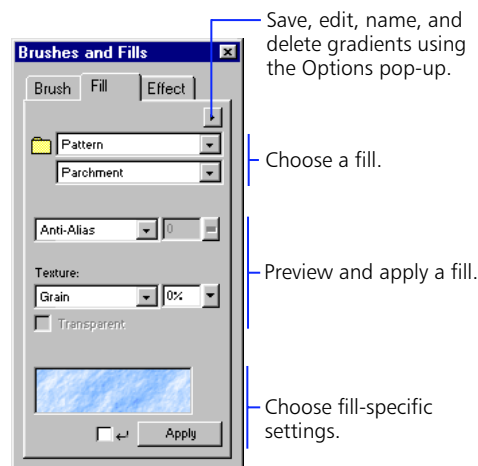 Save, edit, name, and
delete gradients using
the Options pop-up.
Brushes and Fills
Brush Fill Effect
Pattern
Parchment
Choose a fill.
Anti-Alias 0
Preview and apply a fill.
Texture:
Grain 0%
Transparent
Choose fill-specific
settings.
Apply